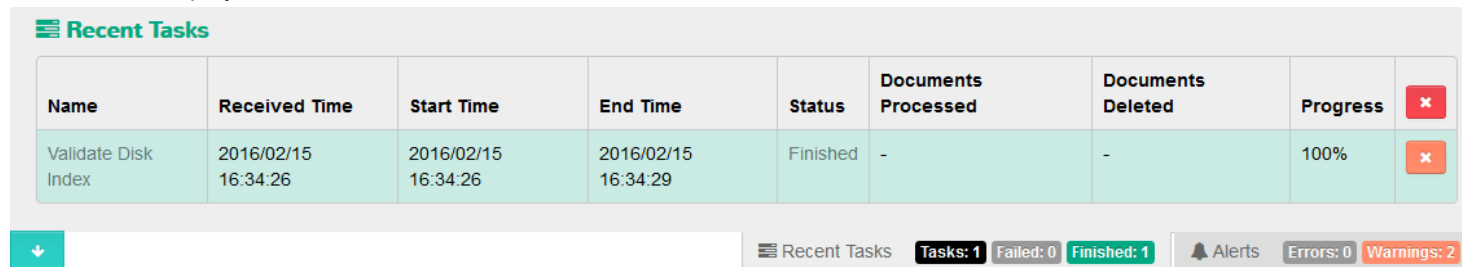 Recent Tasks
Name Received Time Start Time End Time Status Documents Processed Documents Deleted Progress
Validate Disk Index 2016/02/15 16:34:26 2016/02/15 16:34:26 2016/02/15 16:34:29 Finished - - 100%
Recent Tasks Tasks: 1 Failed: 0 Finished: 1 Alerts Errors: 0 Warnings: 2